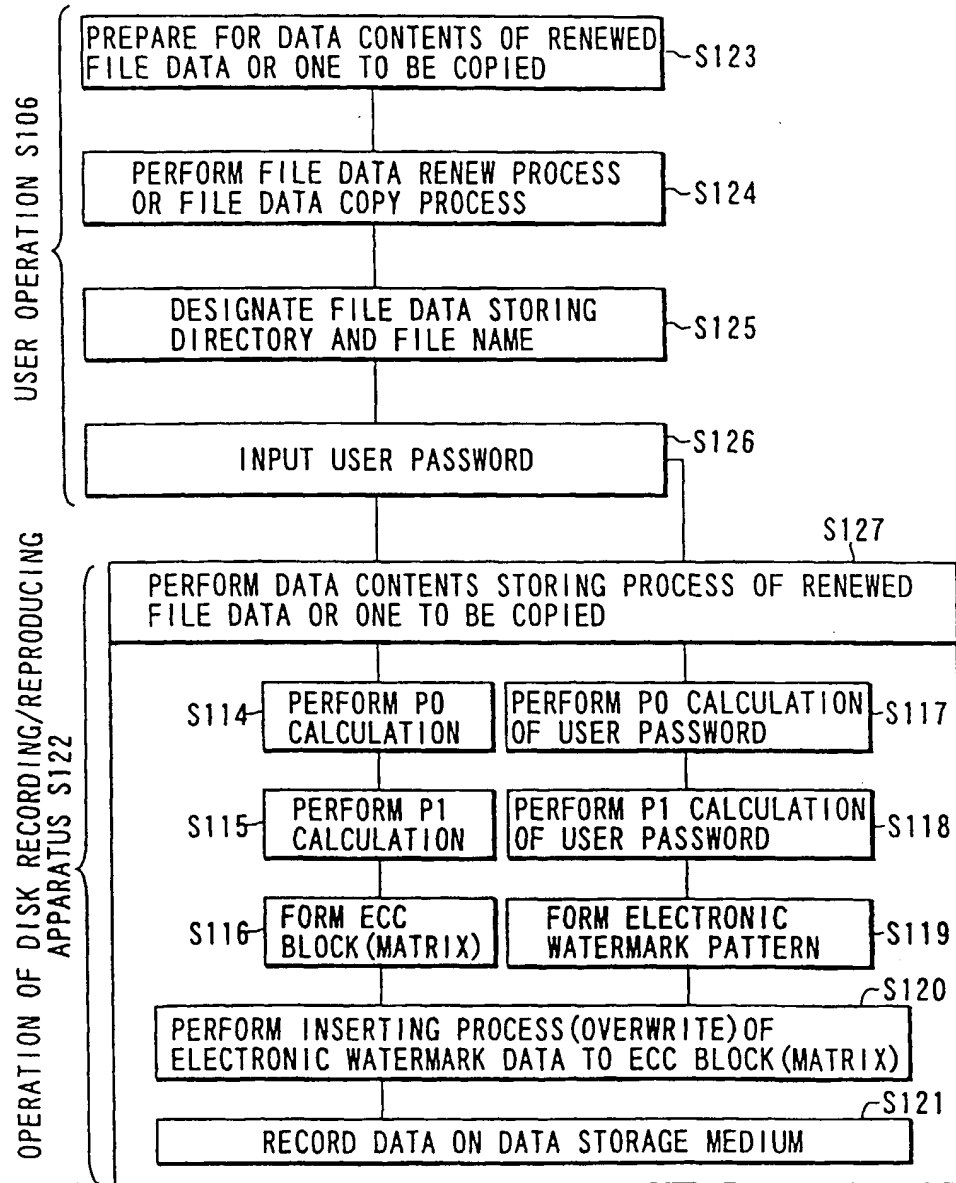 USER OPERATION S106
PREPARE FOR DATA CONTENTS OF RENEWED
FILE DATA OR ONE TO BE COPIED
S123
PERFORM FILE DATA RENEW PROCESS
OR FILE DATA COPY PROCESS
S124
DESIGNATE FILE DATA STORING
DIRECTORY AND FILE NAME
S125
INPUT USER PASSWORD
S126
OPERATION OF DISK RECORDING/REPRODUCING
APPARATUS S122
S127
PERFORM DATA CONTENTS STORING PROCESS OF RENEWED
FILE DATA OR ONE TO BE COPIED
S114
PERFORM PO
CALCULATION
PERFORM PO CALCULATION
OF USER PASSWORD
S117
S115
PERFORM P1
CALCULATION
PERFORM P1 CALCULATION
OF USER PASSWORD
S118
S116
FORM ECC
BLOCK(MATRIX)
FORM ELECTRONIC
WATERMARK PATTERN
S119
S120
PERFORM INSERTING PROCESS(OVERWRITE)OF
ELECTRONIC WATERMARK DATA TO ECC BLOCK(MATRIX)
S121
RECORD DATA ON DATA STORAGE MEDIUM